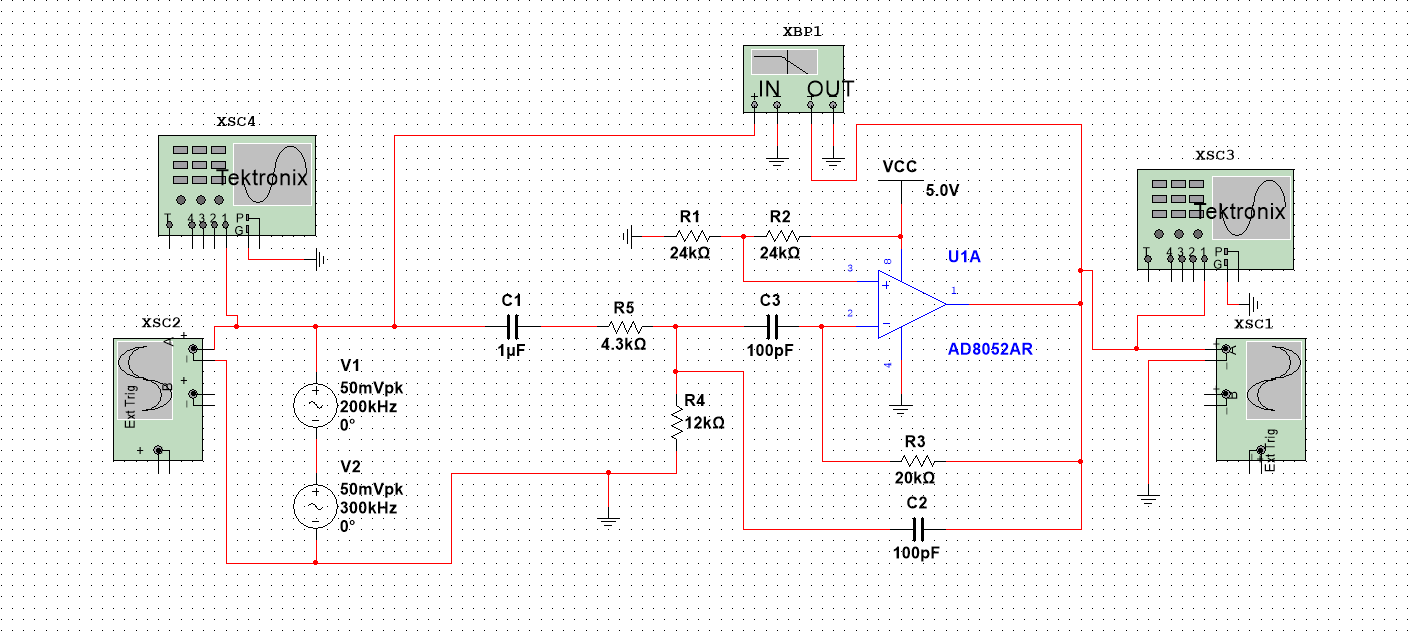 XBP1
IN OUT
XSC4
Tektronix
T 4 3 2 1 P
G
XSC3
Tektronix
T 4 3 2 1 P
G
VCC
5.0V
R1
24kΩ
R2
24kΩ
U1A
8
3
1
2
4
AD8052AR
C1
1µF
R5
4.3kΩ
C3
100pF
XSC2
A
B
Ext Trig
XSC1
A
B
Ext Trig
V1
50mVpk
200kHz
0°
V2
50mVpk
300kHz
0°
R4
12kΩ
R3
20kΩ
C2
100pF